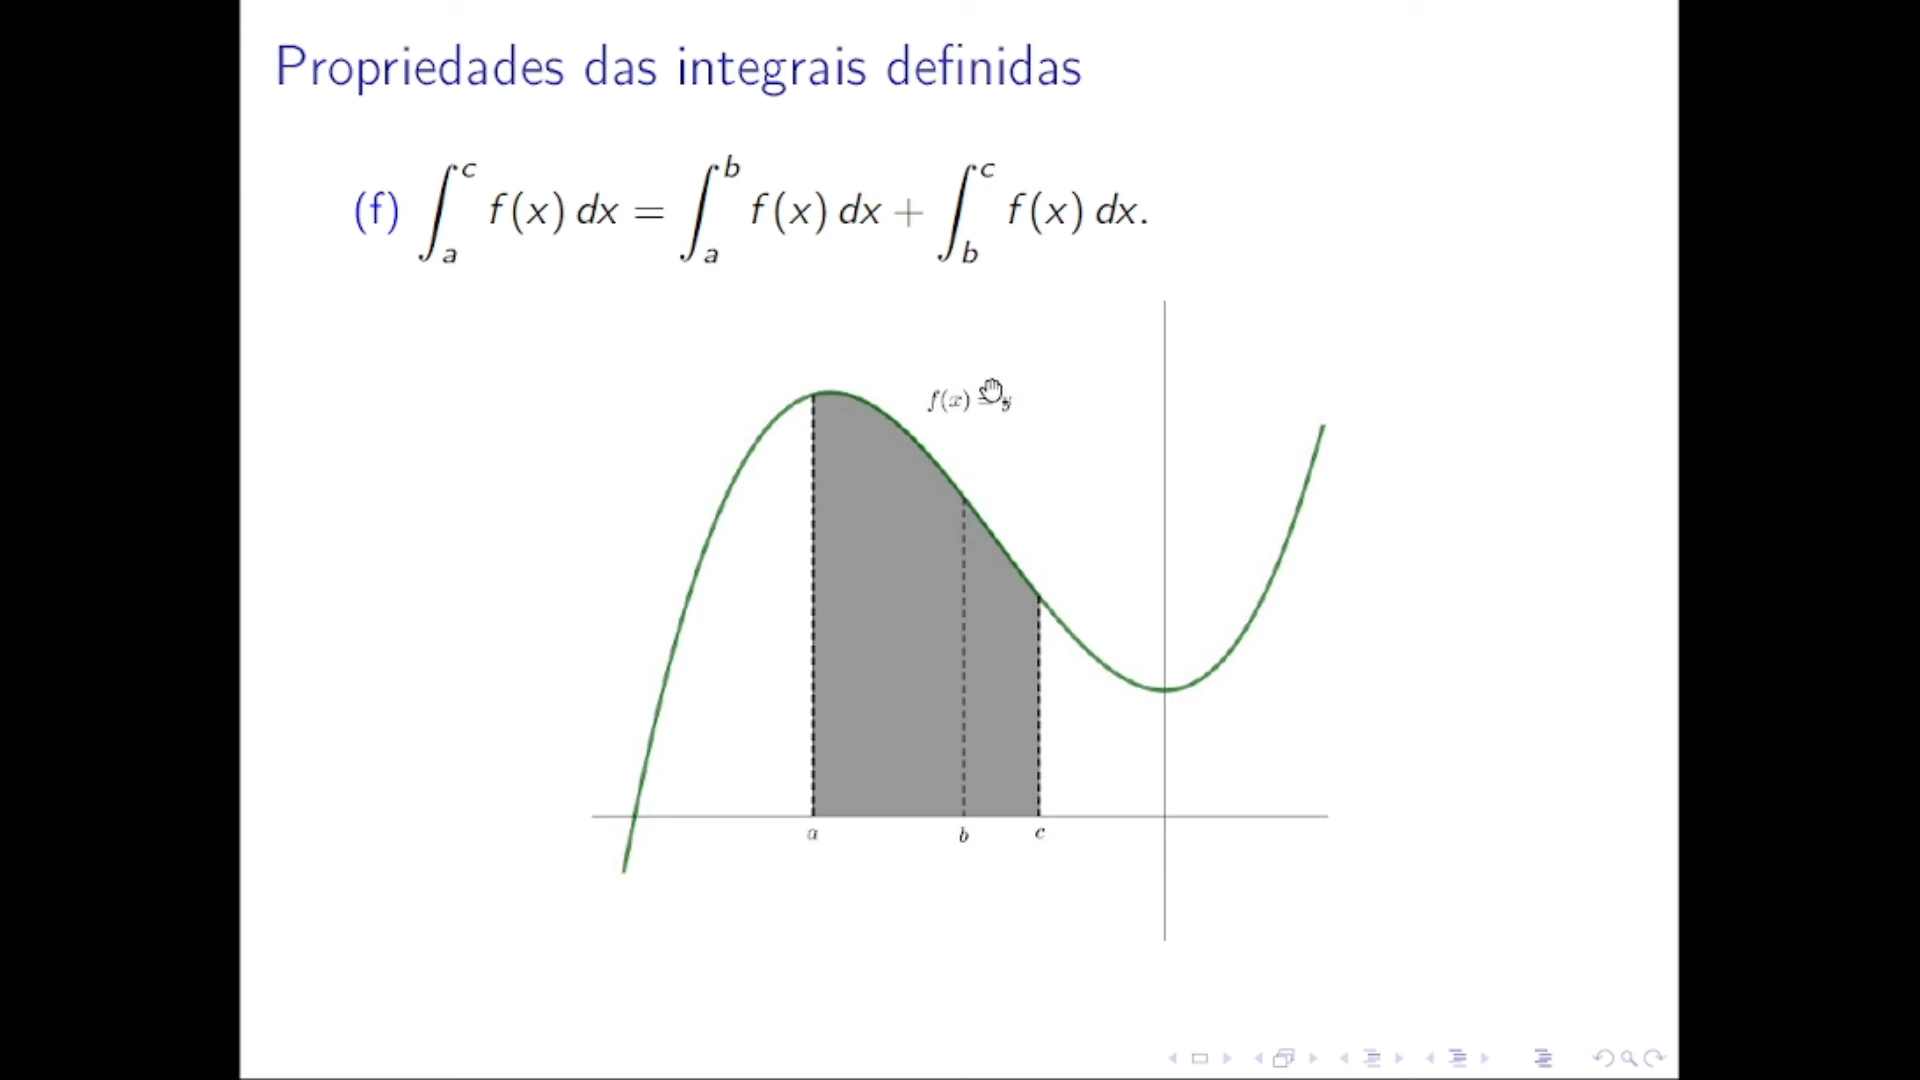 Propriedades das integrais definidas
(f) ∫_a^c f(x) dx = ∫_a^b f(x) dx + ∫_b^c f(x) dx.
f(x) = y
a b c